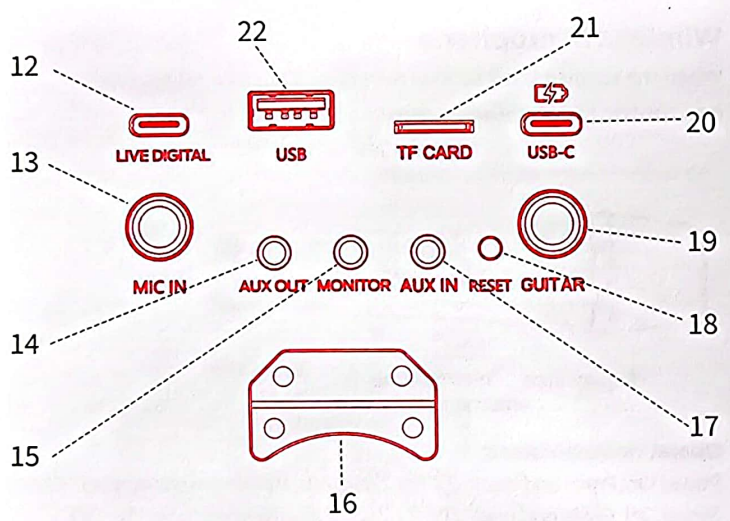 22
21
12
20
LIVE DIGITAL
USB
TF CARD
USB-C
13
19
MIC IN
AUX OUT
MONITOR
AUX IN
RESET
GUITAR
18
14
17
15
16